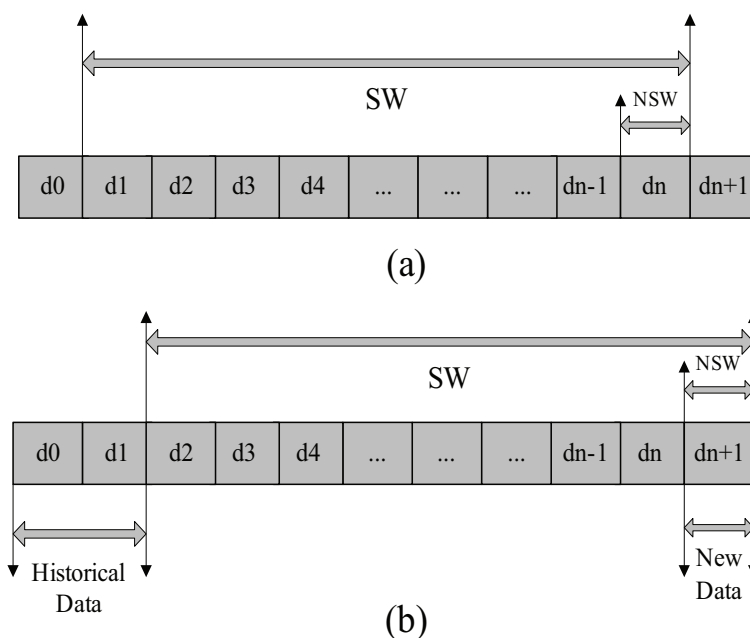 SW
NSW
d0 d1 d2 d3 d4 ... ... ... dn-1 dn dn+1
(a)
SW
NSW
d0 d1 d2 d3 d4 ... ... ... dn-1 dn dn+1
Historical
Data
New
Data
(b)